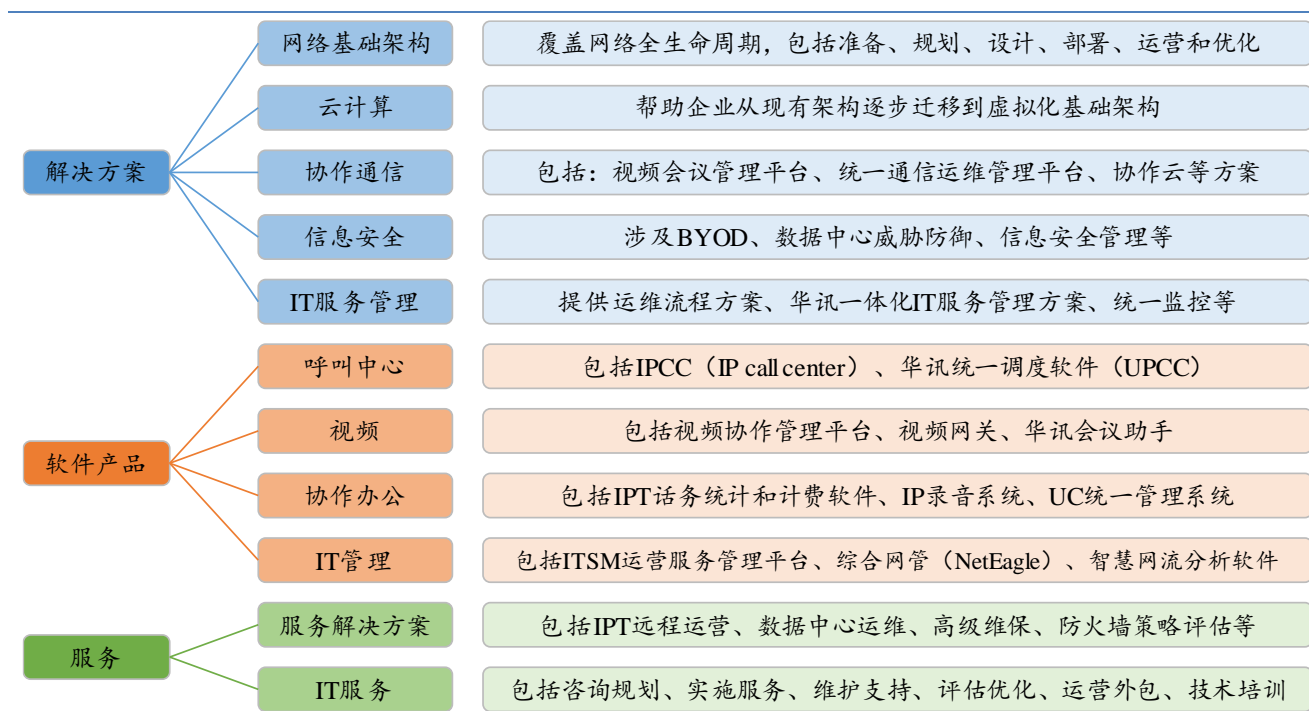 网络基础架构
覆盖网络全生命周期，包括准备、规划、设计、部署、运营和优化
云计算
帮助企业从现有架构逐步迁移到虚拟化基础架构
解决方案
协作通信
包括：视频会议管理平台、统一通信运维管理平台、协作云等方案
信息安全
涉及BYOD、数据中心威胁防御、信息安全管理等
IT服务管理
提供运维流程方案、华讯一体化IT服务管理方案、统一监控等
呼叫中心
包括IPCC（IP call center）、华讯统一调度软件（UPCC）
视频
包括视频协作管理平台、视频网关、华讯会议助手
软件产品
协作办公
包括IPT话务统计和计费软件、IP录音系统、UC统一管理系统
IT管理
包括ITSM运营服务管理平台、综合网管（NetEagle）、智慧网流分析软件
服务解决方案
包括IPT远程运营、数据中心运维、高级维保、防火墙策略评估等
服务
IT服务
包括咨询规划、实施服务、维护支持、评估优化、运营外包、技术培训